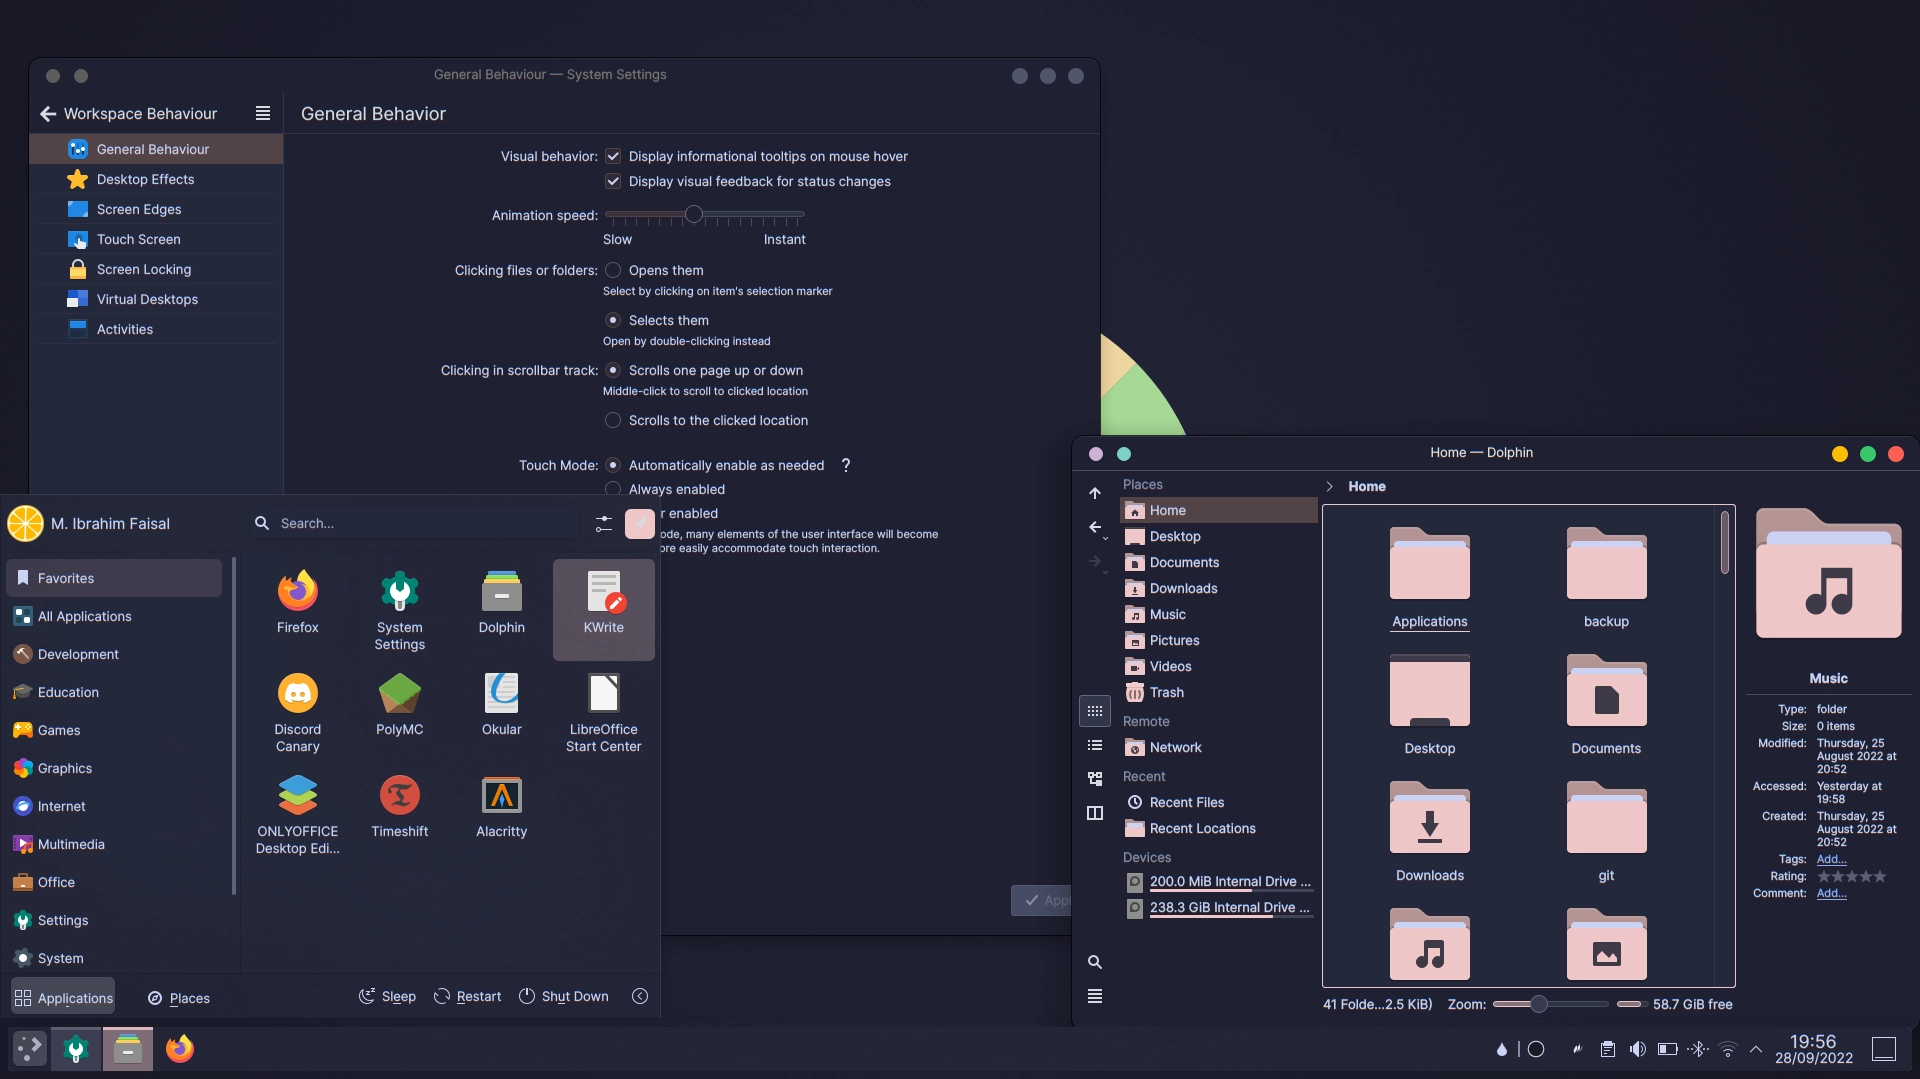 General Behaviour — System Settings
Workspace Behaviour
General Behavior
General Behaviour
Desktop Effects
Screen Edges
Touch Screen
Screen Locking
Virtual Desktops
Activities
Visual behavior:
Display informational tooltips on mouse hover
Display visual feedback for status changes
Animation speed:
Slow
Instant
Clicking files or folders:
Opens them
Select by clicking on item's selection marker
Selects them
Open by double-clicking instead
Clicking in scrollbar track:
Scrolls one page up or down
Middle-click to scroll to clicked location
Scrolls to the clicked location
Touch Mode:
Automatically enable as needed
?
Always enabled
r enabled
ode, many elements of the user interface will become
ore easily accommodate touch interaction.
Appl
M. Ibrahim Faisal
Search...
Favorites
All Applications
Development
Education
Games
Graphics
Internet
Multimedia
Office
Settings
System
Firefox
System
Settings
Dolphin
KWrite
Discord
Canary
PolyMC
Okular
LibreOffice
Start Center
ONLYOFFICE
Desktop Edi...
Timeshift
Alacritty
Applications
Places
Sleep
Restart
Shut Down
Home — Dolphin
Places
Home
Desktop
Documents
Downloads
Music
Pictures
Videos
Trash
Remote
Network
Recent
Recent Files
Recent Locations
Devices
200.0 MiB Internal Drive ...
238.3 GiB Internal Drive ...
Home
Applications
backup
Desktop
Documents
Downloads
git
41 Folde...2.5 KiB)
Zoom:
58.7 GiB free
Music
Type: folder
Size: 0 items
Modified: Thursday, 25
August 2022 at
20:52
Accessed: Yesterday at
19:58
Created: Thursday, 25
August 2022 at
20:52
Tags: Add...
Rating:
Comment: Add...
19:56
28/09/2022